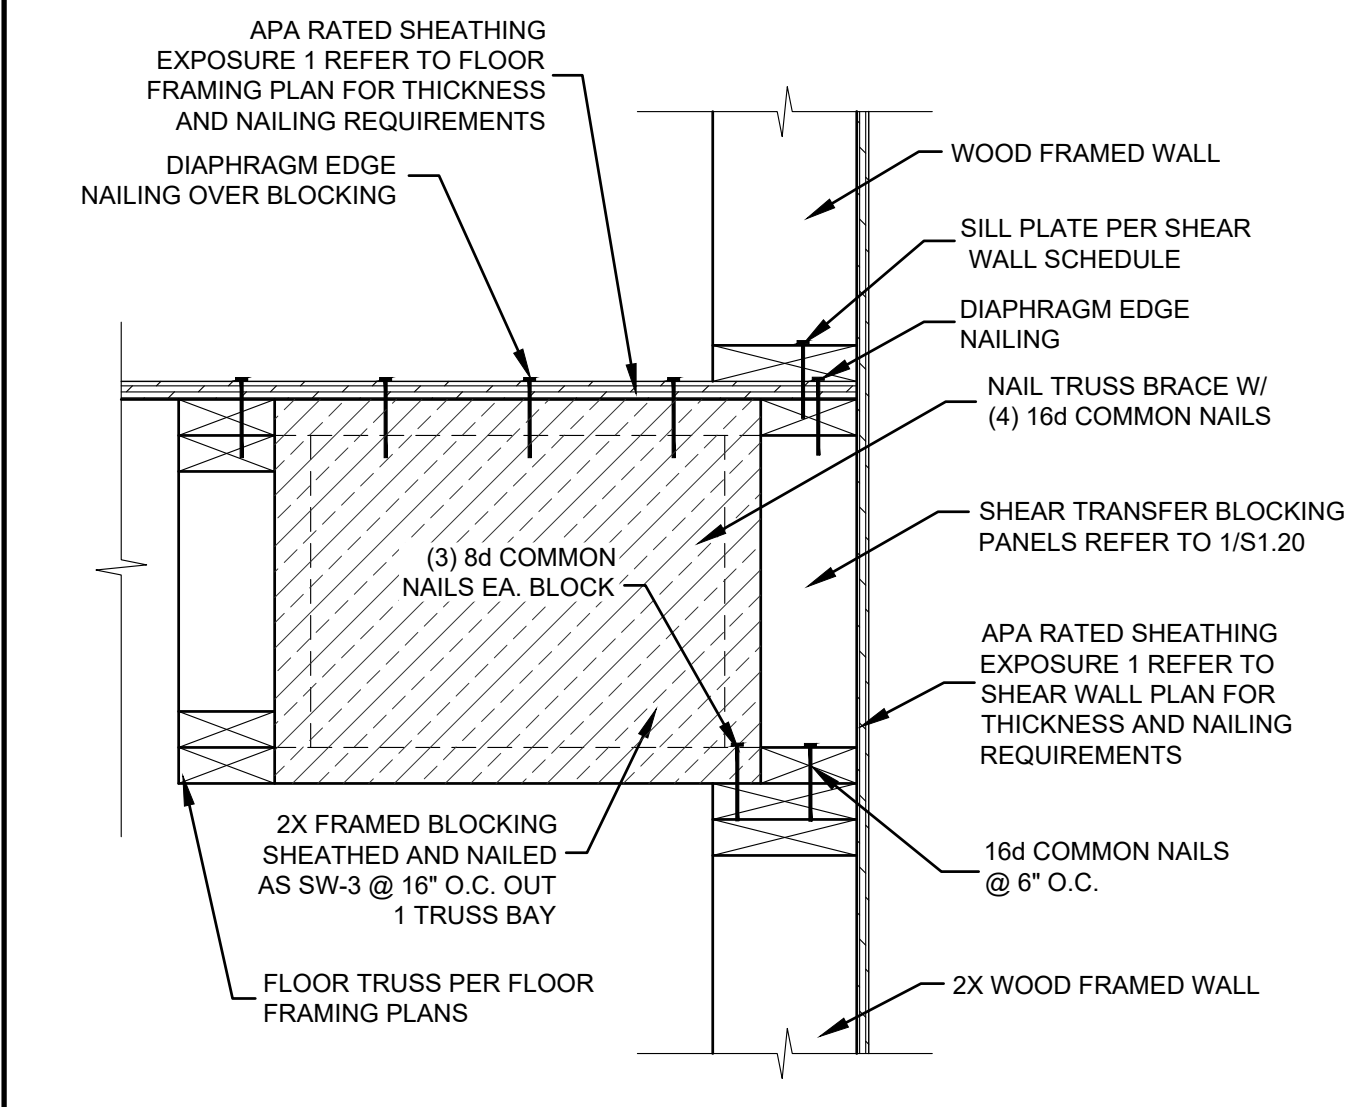 APA RATED SHEATHING
EXPOSURE 1 REFER TO FLOOR
FRAMING PLAN FOR THICKNESS
AND NAILING REQUIREMENTS
DIAPHRAGM EDGE
NAILING OVER BLOCKING
WOOD FRAMED WALL
SILL PLATE PER SHEAR
WALL SCHEDULE
DIAPHRAGM EDGE
NAILING
NAIL TRUSS BRACE W/
(4) 16d COMMON NAILS
SHEAR TRANSFER BLOCKING
PANELS REFER TO 1/S1.20
(3) 8d COMMON
NAILS EA. BLOCK
APA RATED SHEATHING
EXPOSURE 1 REFER TO
SHEAR WALL PLAN FOR
THICKNESS AND NAILING
REQUIREMENTS
2X FRAMED BLOCKING
SHEATHED AND NAILED
AS SW-3 @ 16" O.C. OUT
1 TRUSS BAY
16d COMMON NAILS
@ 6" O.C.
FLOOR TRUSS PER FLOOR
FRAMING PLANS
2X WOOD FRAMED WALL